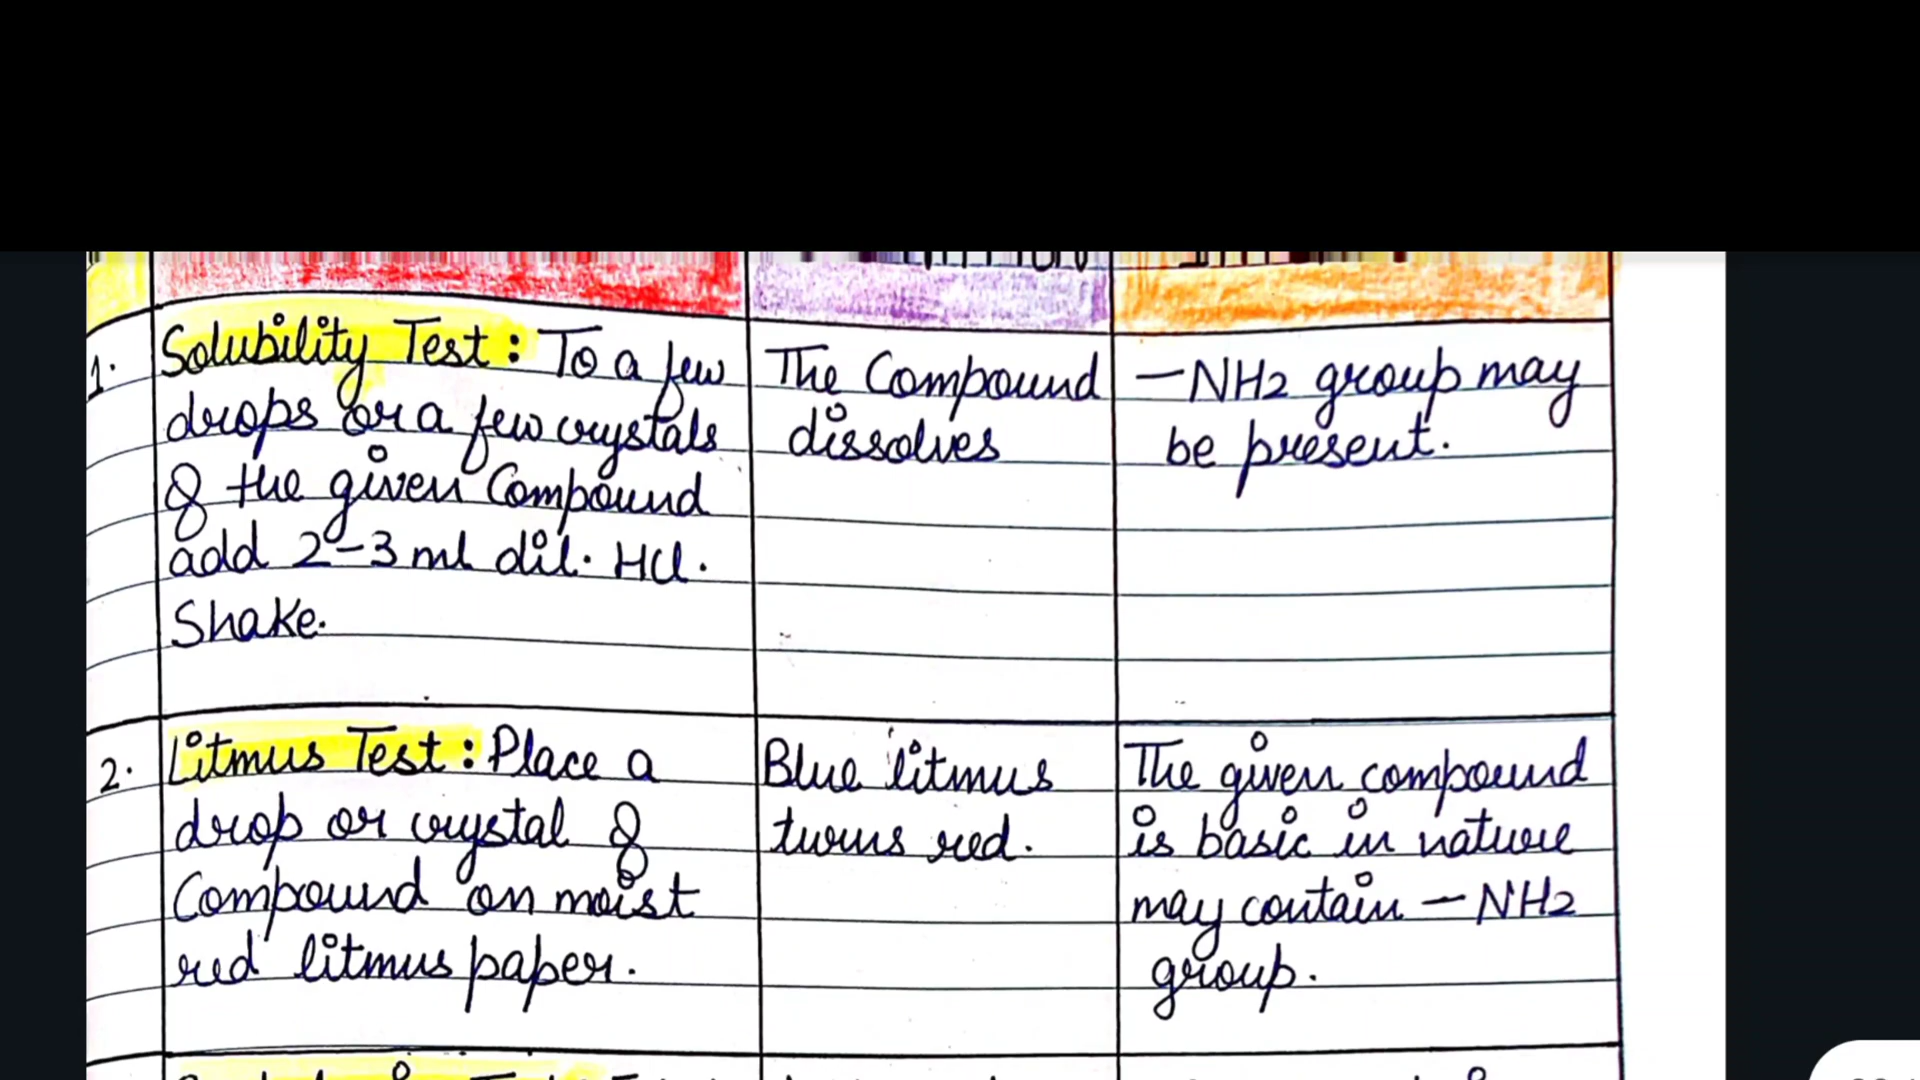 1. Solubility Test: To a few
drops or a few crystals
of the given Compound
add 2-3 ml dil. HCl.
Shake.
The Compound
dissolves
-NH2 group may
be present.
2. Litmus Test: Place a
drop or crystal of
Compound on moist
red litmus paper.
Blue litmus
turns red.
The given compound
is basic in nature
may contain -NH2
group.